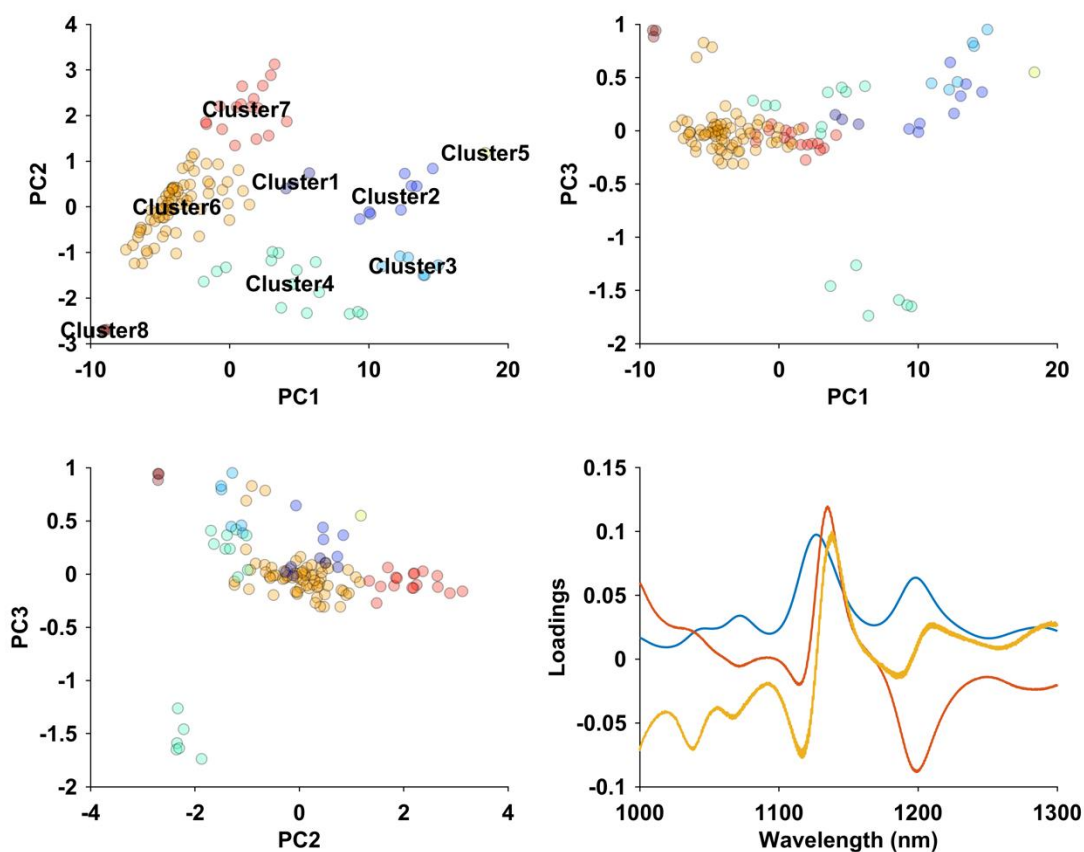 4
3
2
1
0
-1
-2
-3
PC2
Cluster7
Cluster5
Cluster1
Cluster2
Cluster6
Cluster3
Cluster4
Cluster8
-10 0 10 20
PC1
1
0.5
0
-0.5
-1
-1.5
-2
PC3
-10 0 10 20
PC1
1
0.5
0
-0.5
-1
-1.5
-2
PC3
-4 -2 0 2 4
PC2
0.15
0.1
0.05
0
-0.05
-0.1
Loadings
1000 1100 1200 1300
Wavelength (nm)